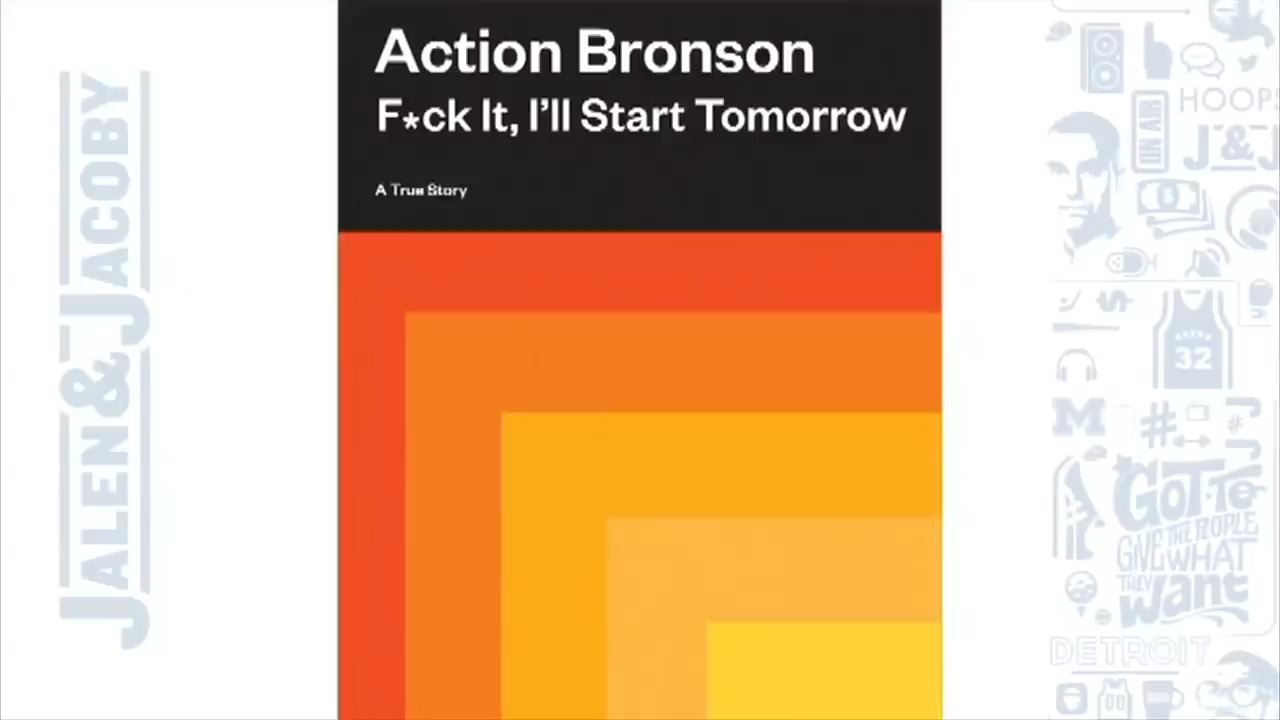 JALEN&JACOBY
Action Bronson
F*ck It, I'll Start Tomorrow
A True Story
HOOP
ON AIR
J&J
$
$
32
M
#
#
GOT TO
GIVE THE PEOPLE
WHAT
THEY
Want
DETROIT